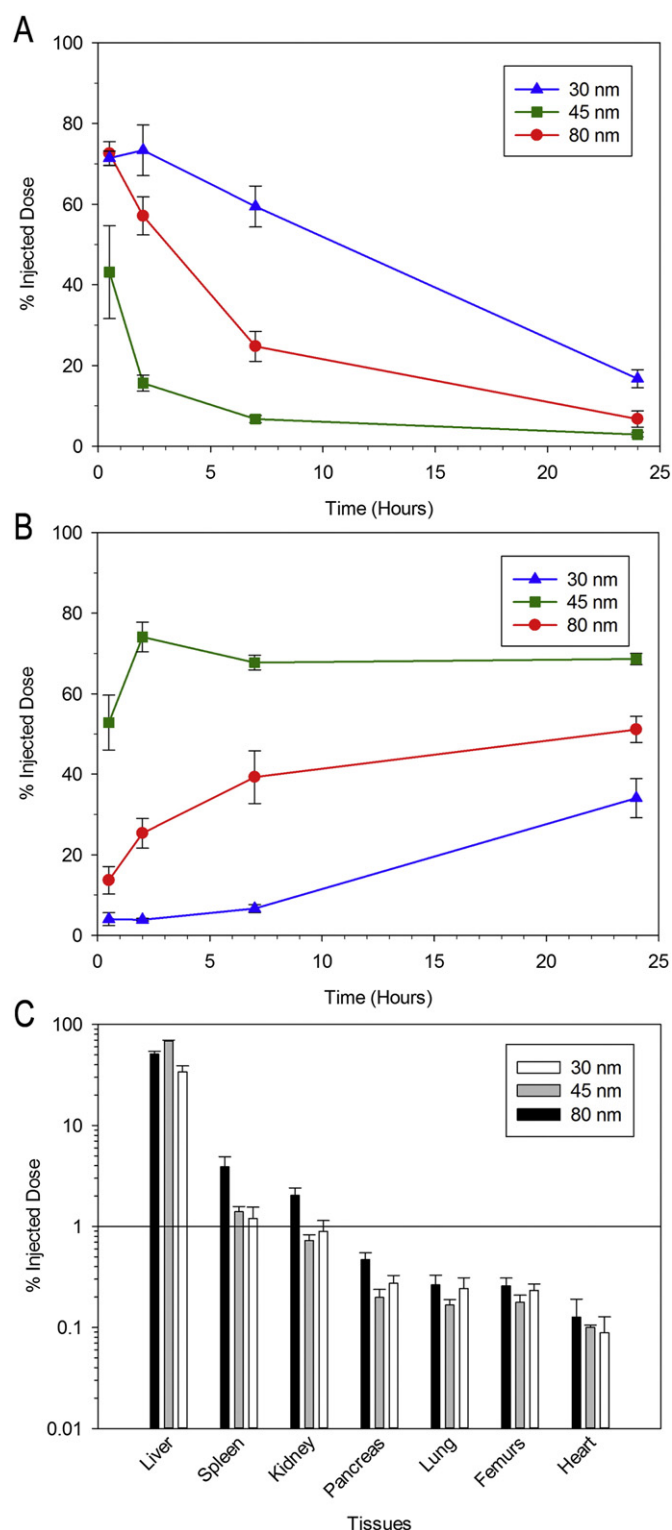 A
100
80
60
40
20
0
% Injected Dose
30 nm
45 nm
80 nm
0 5 10 15 20 25
Time (Hours)
B
100
80
60
40
20
0
% Injected Dose
30 nm
45 nm
80 nm
0 5 10 15 20 25
Time (Hours)
C
100
10
1
0.1
0.01
% Injected Dose
30 nm
45 nm
80 nm
Liver Spleen Kidney Pancreas Lung Femurs Heart
Tissues